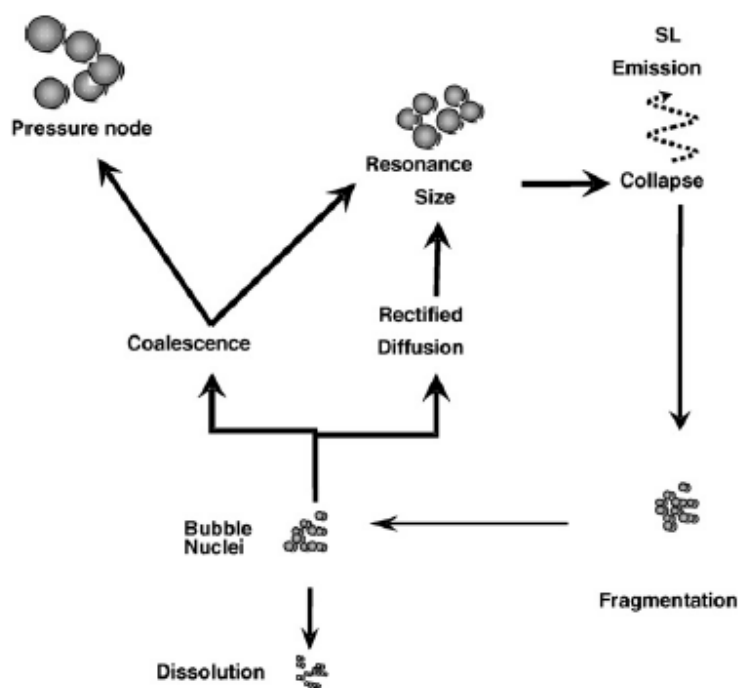 SL
Emission
Pressure node
Resonance
Size
Collapse
Coalescence
Rectified
Diffusion
Bubble
Nuclei
Fragmentation
Dissolution